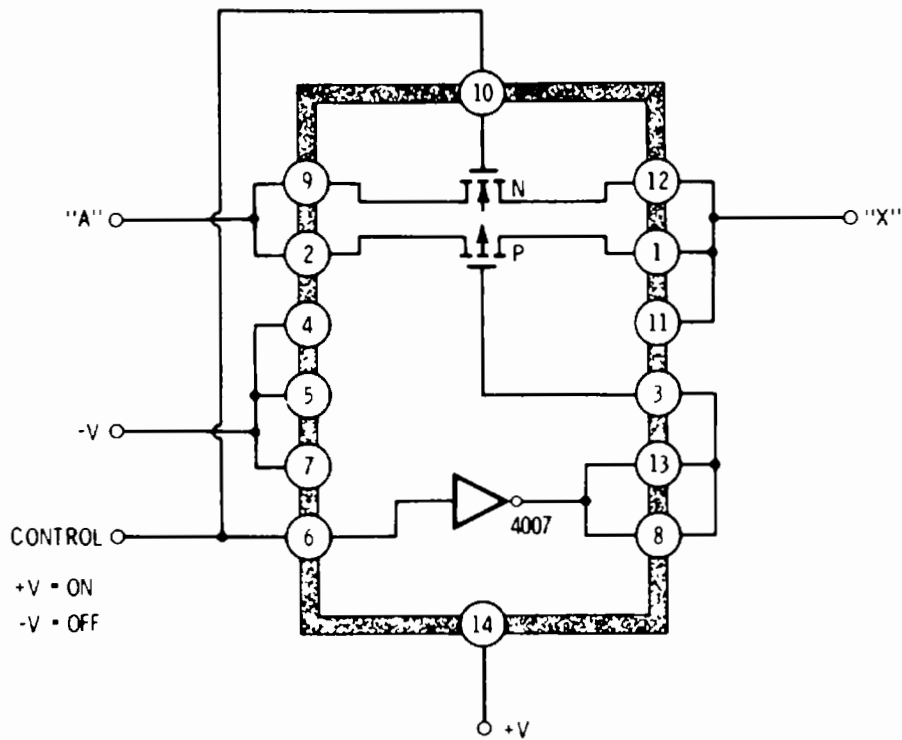 10
9
N
12
"A"
"X"
2
P
1
4
11
5
3
-V
7
13
4007
CONTROL
6
8
+V = ON
-V = OFF
14
+V